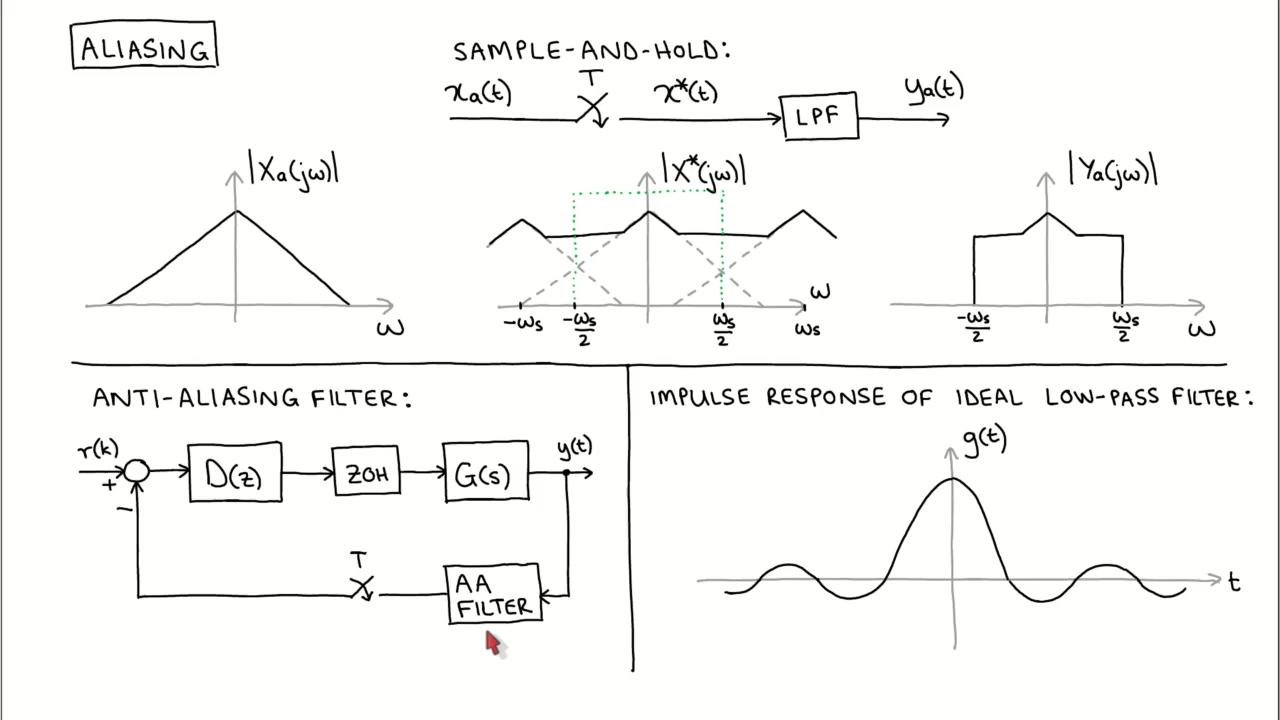 ALIASING
SAMPLE-AND-HOLD:
xa(t)
T
x*(t)
LPF
ya(t)
|Xa(jω)|
ω
|X*(jω)|
ω
-ωs
-ωs/2
ωs/2
ωs
|Ya(jω)|
-ωs/2
ωs/2
ω
ANTI-ALIASING FILTER:
r(k)
+
-
D(z)
ZOH
G(s)
y(t)
T
AA
FILTER
IMPULSE RESPONSE OF IDEAL LOW-PASS FILTER:
g(t)
t